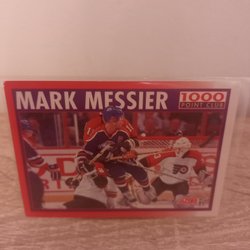 MARK MESSIER
1000
POINT CLUB